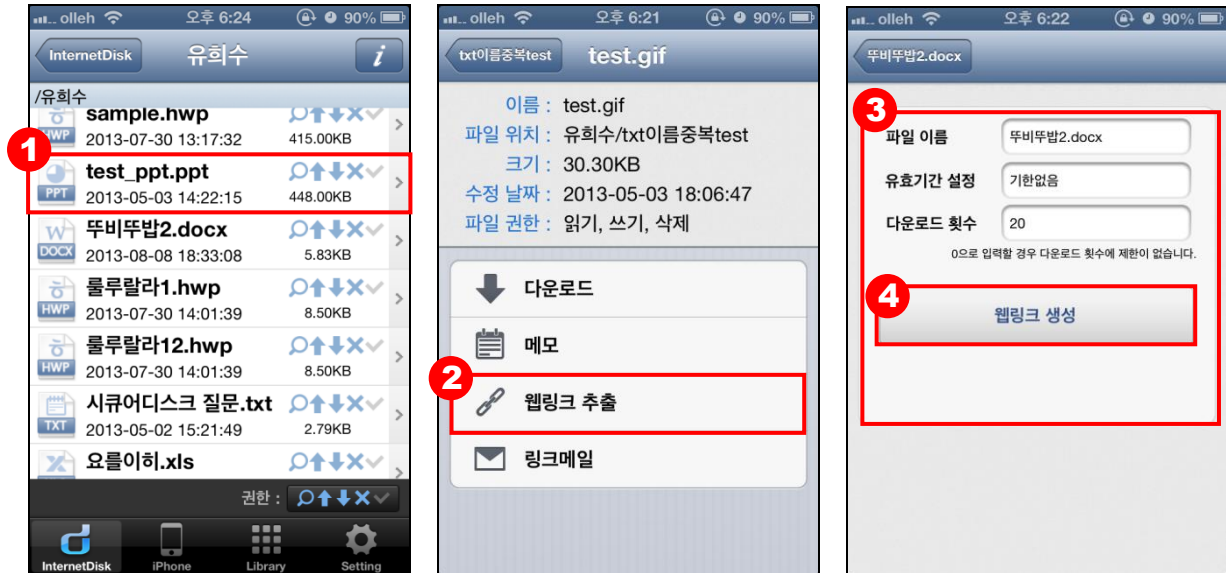 olleh 오후 6:24 90%
InternetDisk 유희수 i
/유희수
sample.hwp
HWP 2013-07-30 13:17:32 415.00KB
1
test_ppt.ppt
PPT 2013-05-03 14:22:15 448.00KB
뚜비뚜밥2.docx
DOCX 2013-08-08 18:33:08 5.83KB
룰루랄라1.hwp
HWP 2013-07-30 14:01:39 8.50KB
룰루랄라12.hwp
HWP 2013-07-30 14:01:39 8.50KB
시큐어디스크 질문.txt
TXT 2013-05-02 15:21:49 2.79KB
요를이히.xls
권한 :
InternetDisk iPhone Library Setting
olleh 오후 6:21 90%
txt이름중복test test.gif
이름 : test.gif
파일 위치 : 유희수/txt이름중복test
크기 : 30.30KB
수정 날짜 : 2013-05-03 18:06:47
파일 권한 : 읽기, 쓰기, 삭제
다운로드
메모
2
웹링크 추출
링크메일
olleh 오후 6:22 90%
뚜비뚜밥2.docx
3
파일 이름 뚜비뚜밥2.docx
유효기간 설정 기한없음
다운로드 횟수 20
0으로 입력할 경우 다운로드 횟수에 제한이 없습니다.
4
웹링크 생성